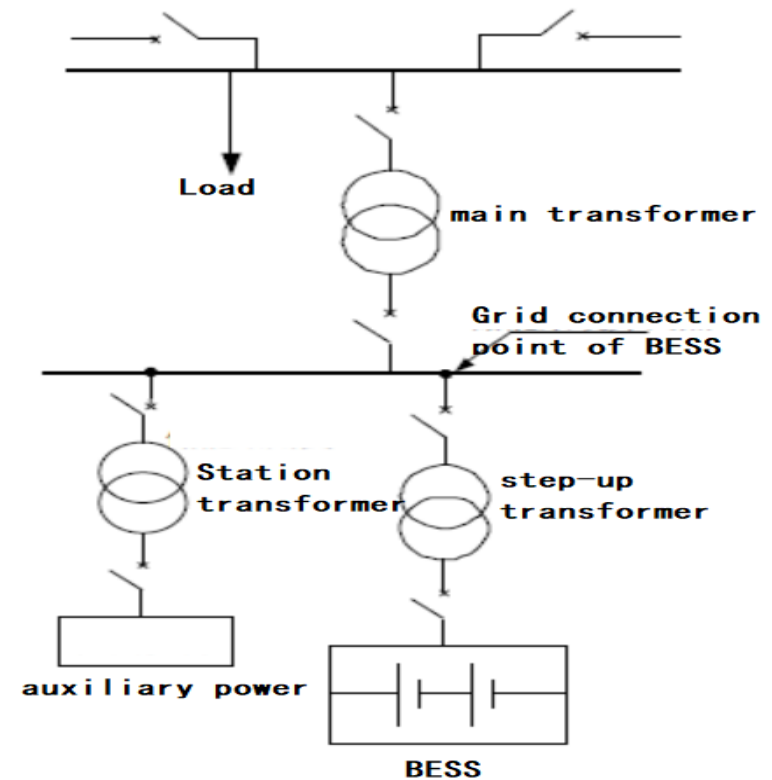 Load
main transformer
Grid connection
point of BESS
Station
transformer
step-up
transformer
auxiliary power
BESS